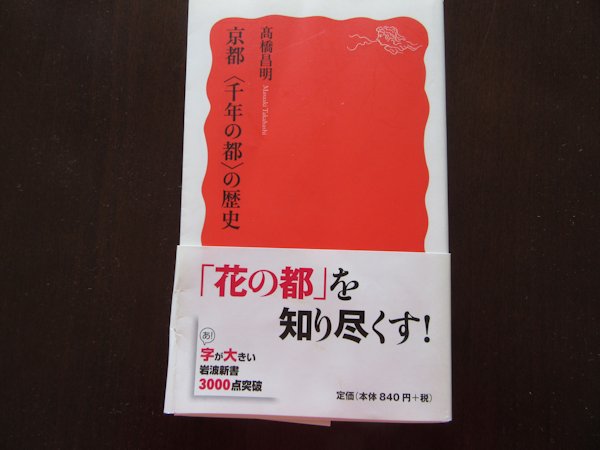 京都〈千年の都〉の歴史
髙橋昌明
Masaaki Takahashi
「花の都」を
知り尽くす!
あ!
字が大きい
岩波新書
3000点突破
定価(本体840円+税)